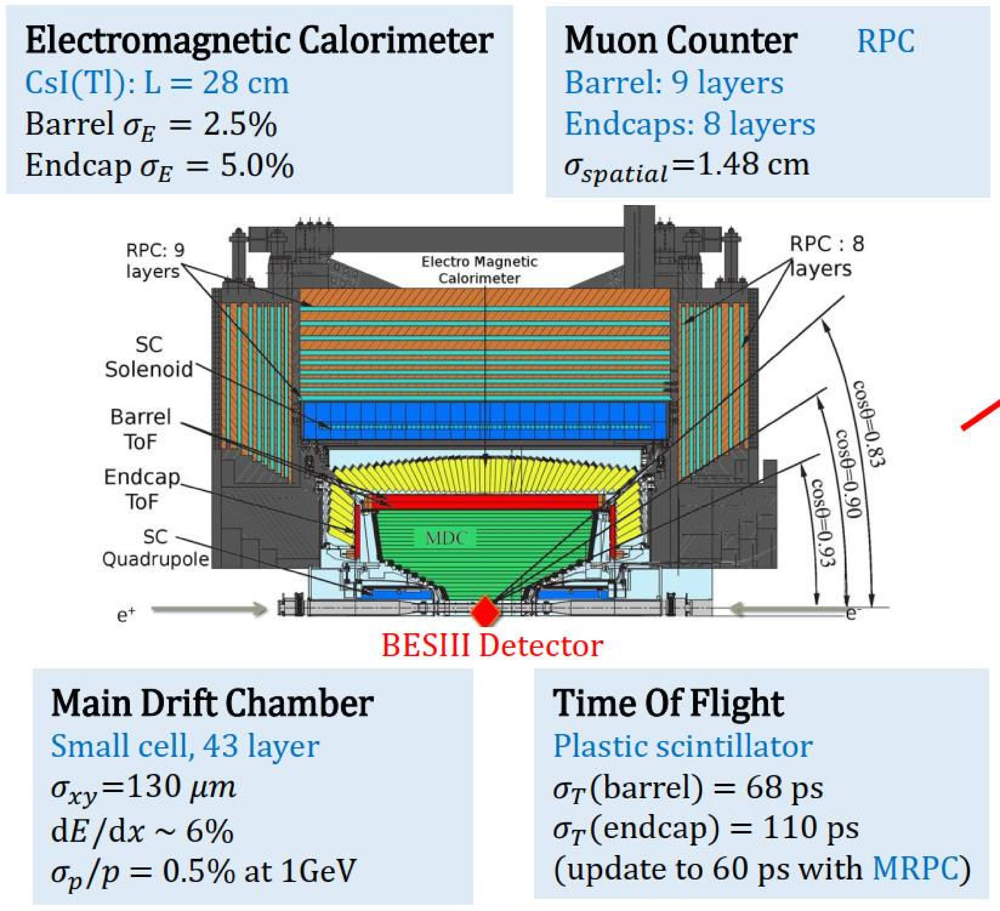 Electromagnetic Calorimeter
CsI(Tl): L = 28 cm
Barrel σ_E = 2.5%
Endcap σ_E = 5.0%
Muon Counter RPC
Barrel: 9 layers
Endcaps: 8 layers
σ_spatial=1.48 cm
RPC: 9
layers
Electro Magnetic
Calorimeter
RPC : 8
layers
SC
Solenoid
Barrel
ToF
Endcap
ToF
SC
Quadrupole
MDC
cosθ=0.83
cosθ=0.90
cosθ=0.93
e⁺
e⁻
BESIII Detector
Main Drift Chamber
Small cell, 43 layer
σ_xy=130 μm
dE/dx ~ 6%
σ_p/p = 0.5% at 1GeV
Time Of Flight
Plastic scintillator
σ_T(barrel) = 68 ps
σ_T(endcap) = 110 ps
(update to 60 ps with MRPC)